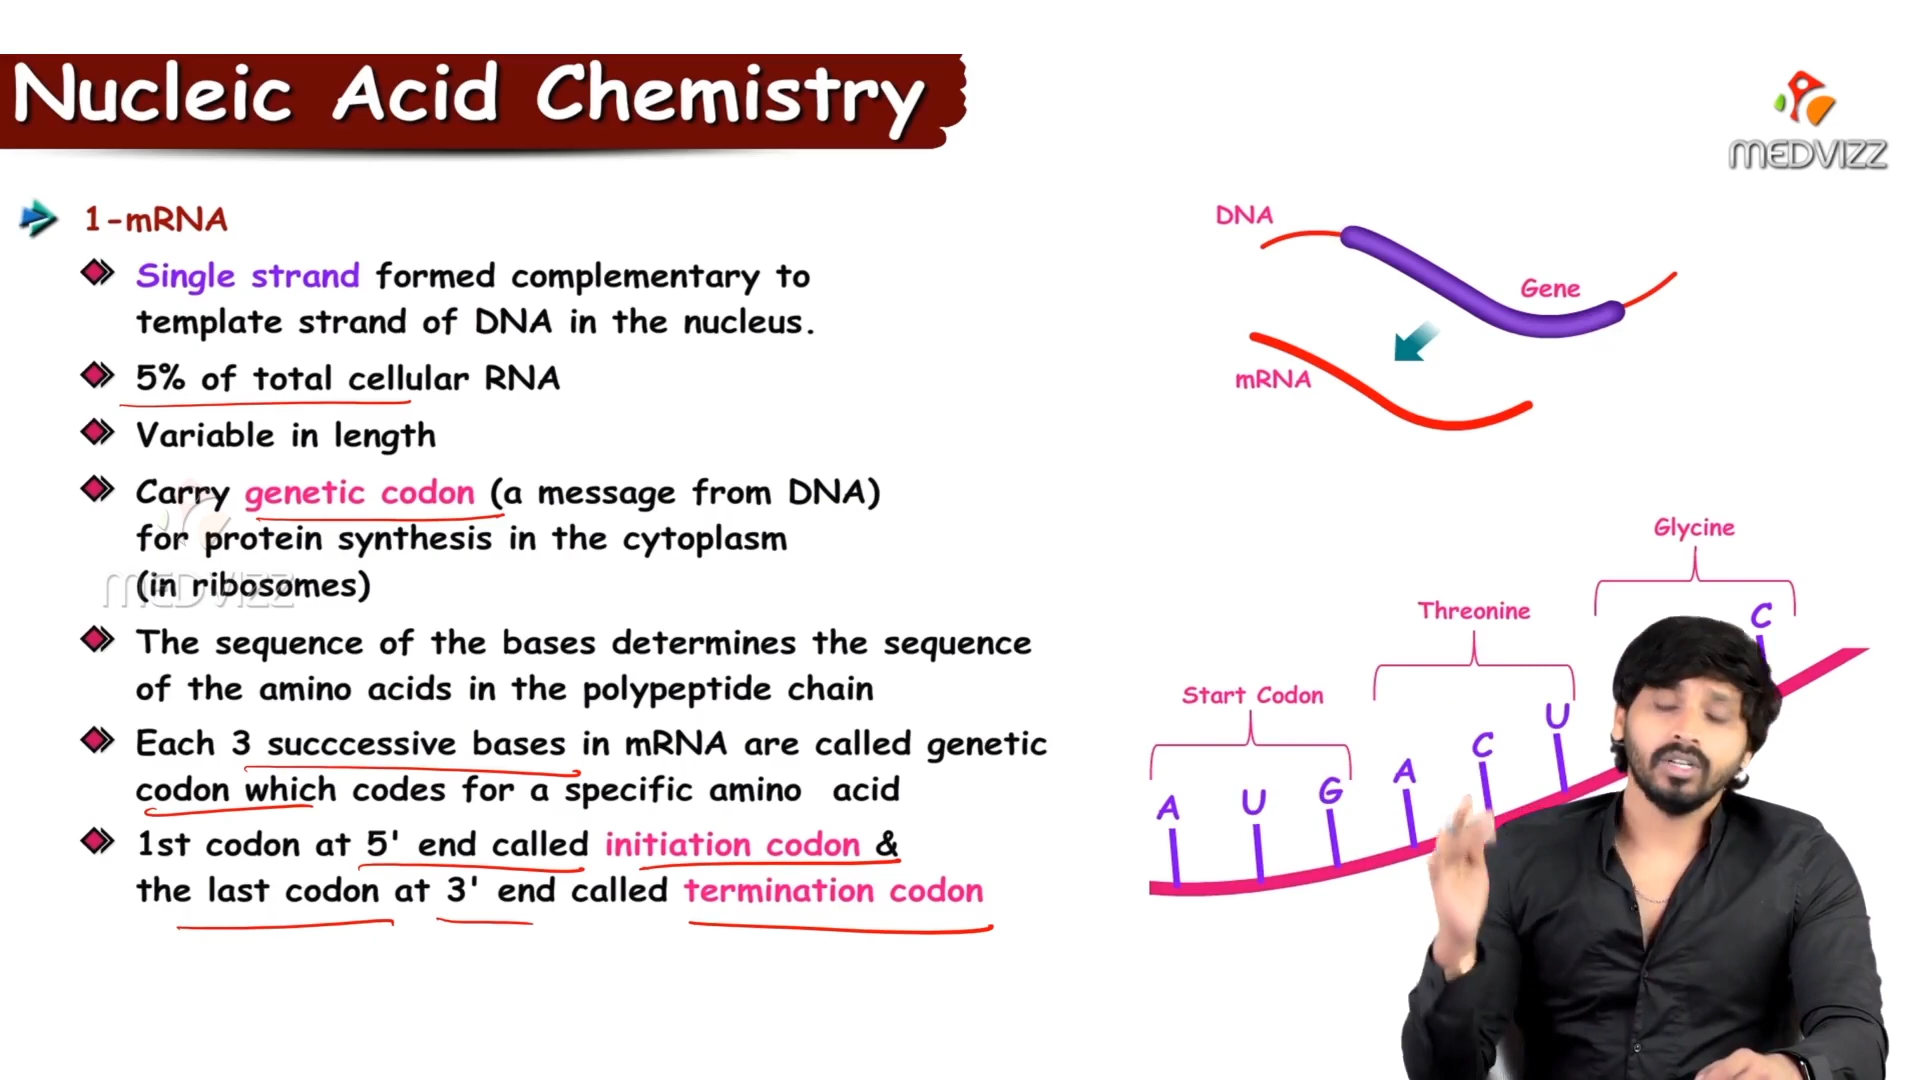 Nucleic Acid Chemistry
MEDVIZZ
1-mRNA
Single strand formed complementary to
template strand of DNA in the nucleus.
5% of total cellular RNA
Variable in length
Carry genetic codon (a message from DNA)
for protein synthesis in the cytoplasm
(in ribosomes)
MEDVIZZ
The sequence of the bases determines the sequence
of the amino acids in the polypeptide chain
Each 3 succcessive bases in mRNA are called genetic
codon which codes for a specific amino acid
1st codon at 5' end called initiation codon &
the last codon at 3' end called termination codon
DNA
Gene
mRNA
Glycine
Threonine
Start Codon
A U G A C U C